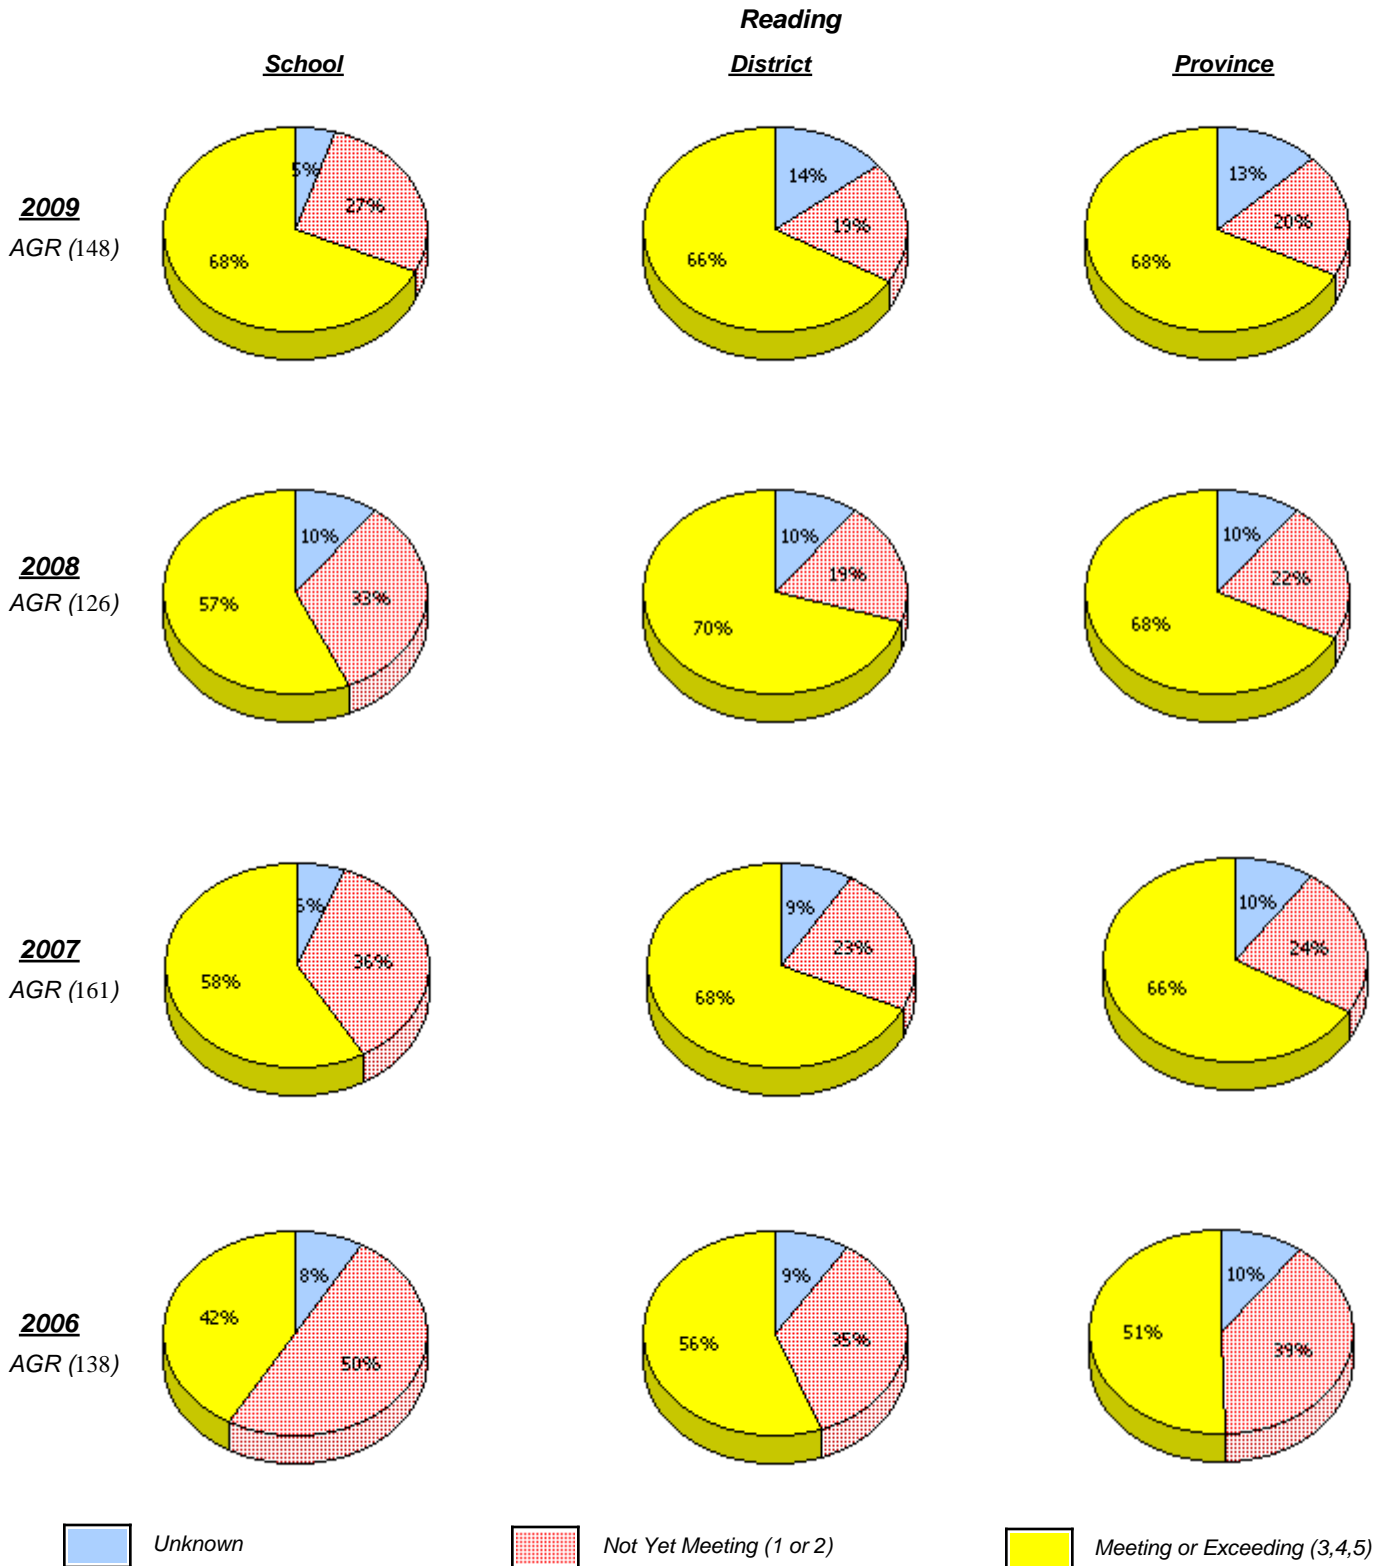 Reading
School District Province
5% 14% 13%
2009 27% 19% 20%
AGR (148)
68% 66% 68%
10% 10% 10%
2008 33% 19% 22%
AGR (126) 57% 70% 68%
9% 10%
2007 36% 23% 24%
AGR (161) 58% 68% 66%
8% 9% 10%
2006 42% 56% 51%
AGR (138) 50% 35% 39%
Unknown Not Yet Meeting (1 or 2) Meeting or Exceeding (3,4,5)